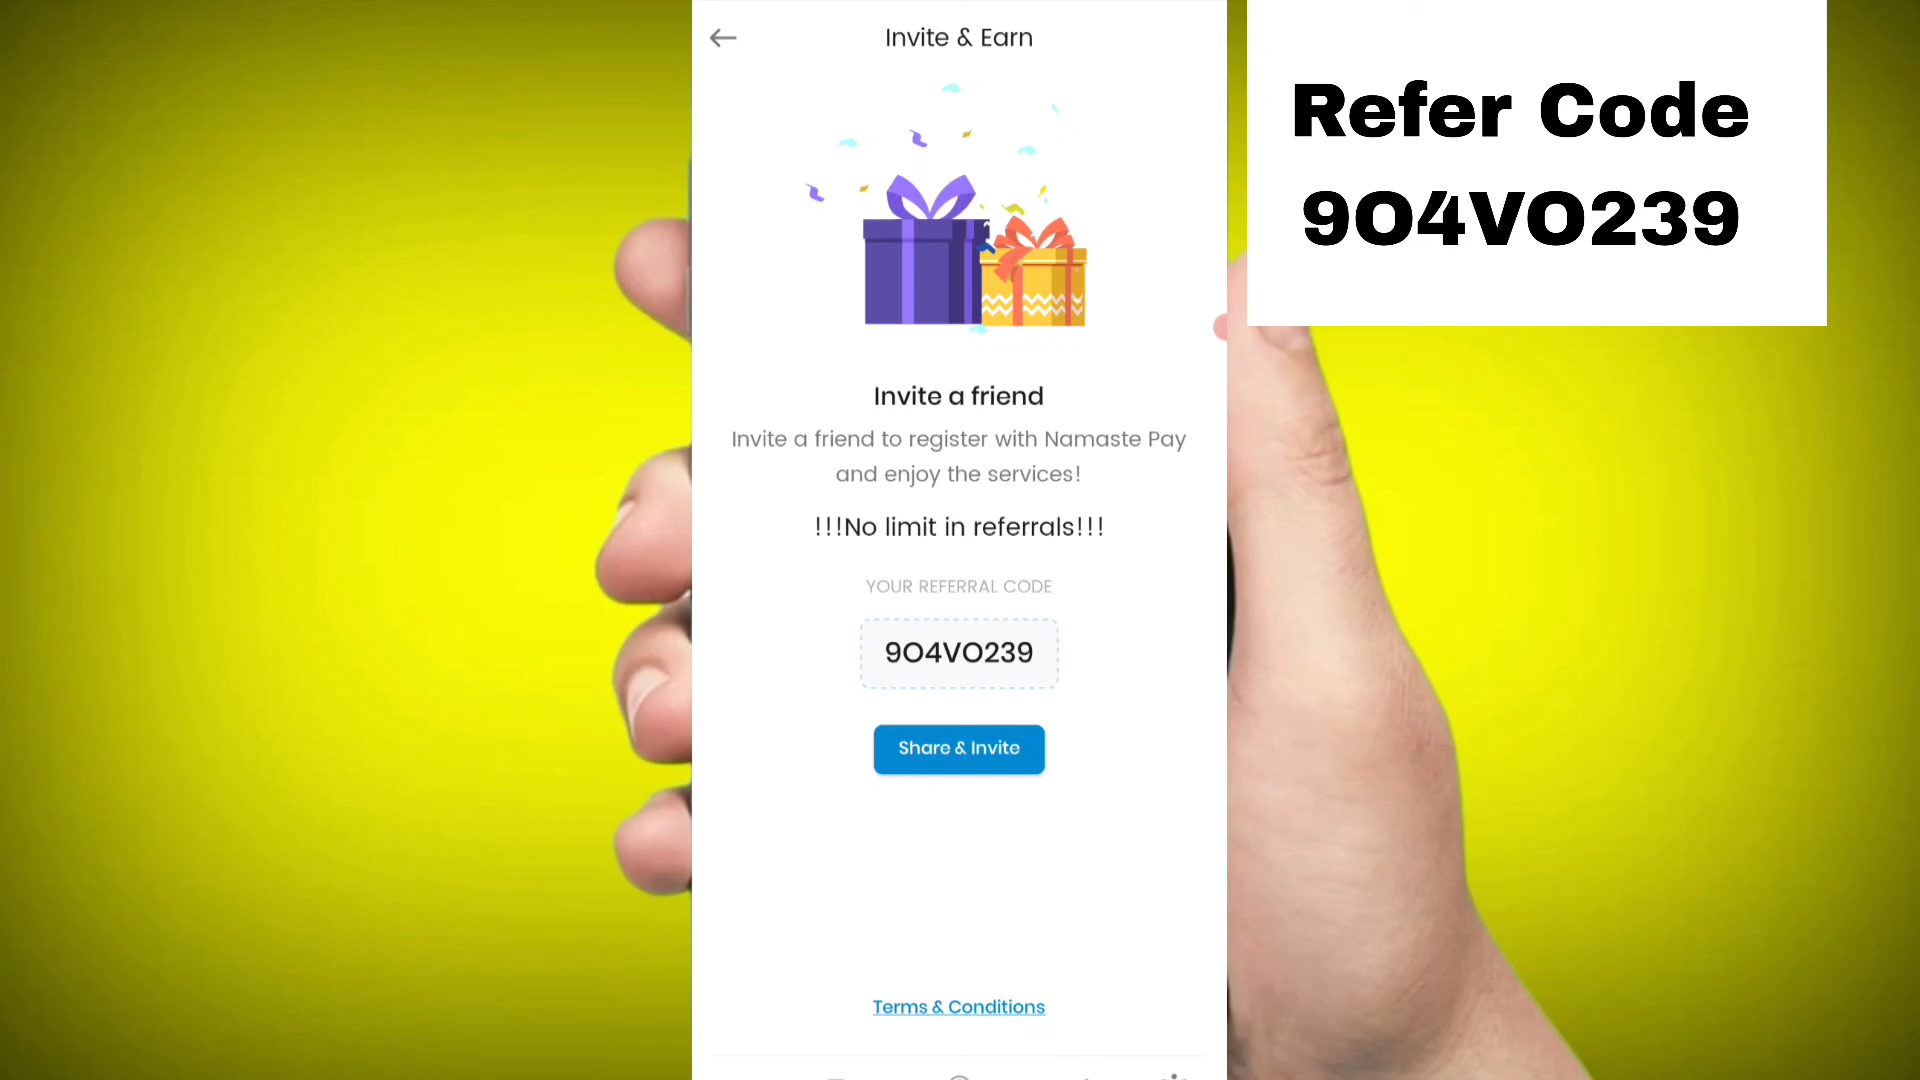 Invite & Earn
Refer Code
9O4VO239
Invite a friend
Invite a friend to register with Namaste Pay
and enjoy the services!
!!!No limit in referrals!!!
YOUR REFERRAL CODE
9O4VO239
Share & Invite
Terms & Conditions